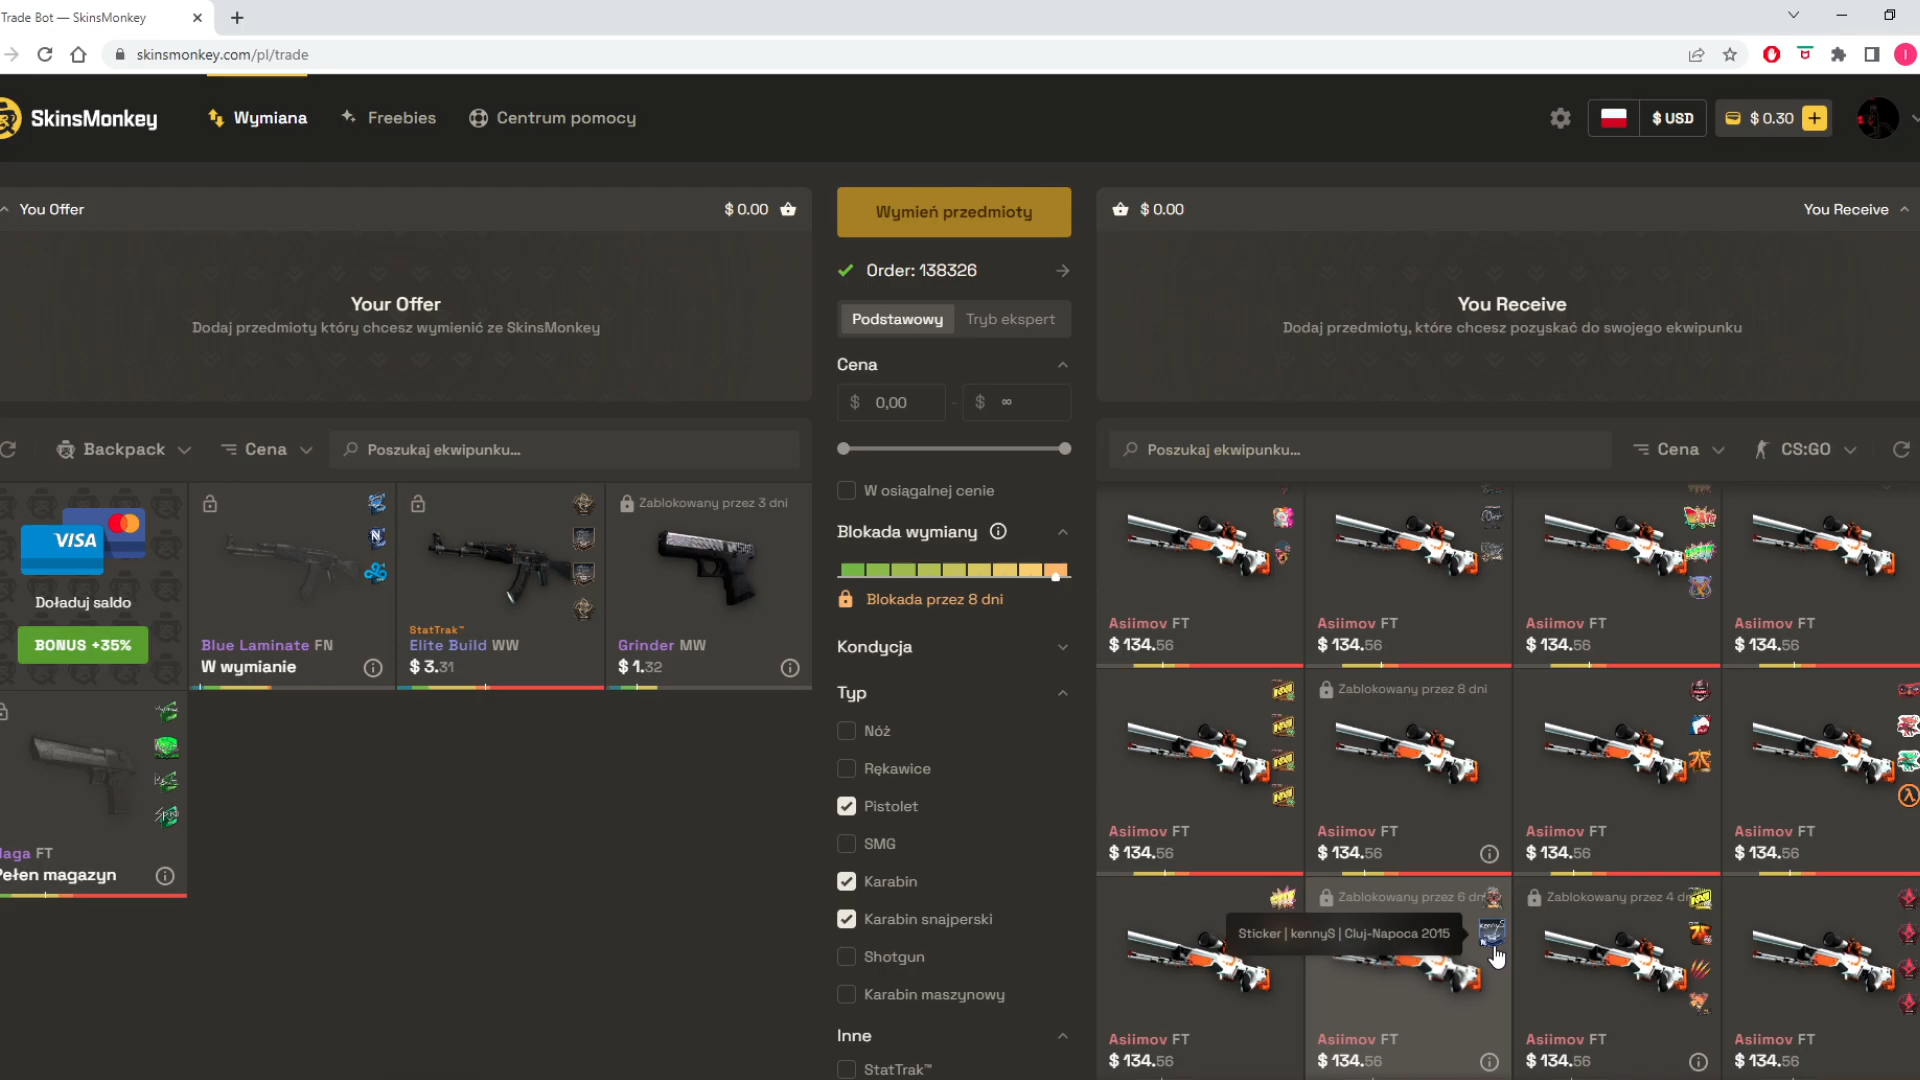 Trade Bot — SkinsMonkey
skinsmonkey.com/pl/trade
SkinsMonkey
Wymiana
Freebies
Centrum pomocy
$ USD
$ 0.30
You Offer
$ 0.00
Wymień przedmioty
$ 0.00
You Receive
Your Offer
Dodaj przedmioty który chcesz wymienić ze SkinsMonkey
Order: 138326
Podstawowy
Tryb ekspert
Cena
$ 0,00
-
$ ∞
You Receive
Dodaj przedmioty, które chcesz pozyskać do swojego ekwipunku
Backpack
Cena
Poszukaj ekwipunku...
Poszukaj ekwipunku...
Cena
CS:GO
VISA
Doładuj saldo
BONUS +35%
Blue Laminate FN
W wymianie
StatTrak™
Elite Build WW
$ 3.31
Zablokowany przez 3 dni
Grinder MW
$ 1.32
Pełen magazyn
W osiągalnej cenie
Blokada wymiany
Blokada przez 8 dni
Kondycja
Typ
Nóż
Rękawice
Pistolet
SMG
Karabin
Karabin snajperski
Shotgun
Karabin maszynowy
Inne
StatTrak™
Asiimov FT
$ 134.56
Asiimov FT
$ 134.56
Asiimov FT
$ 134.56
Asiimov FT
$ 134.56
Asiimov FT
$ 134.56
Zablokowany przez 8 dni
Asiimov FT
$ 134.56
Asiimov FT
$ 134.56
Asiimov FT
$ 134.56
Asiimov FT
$ 134.56
Zablokowany przez 6 dn
Sticker | kennyS | Cluj-Napoca 2015
Asiimov FT
$ 134.56
Zablokowany przez 4 d
Asiimov FT
$ 134.56
Asiimov FT
$ 134.56